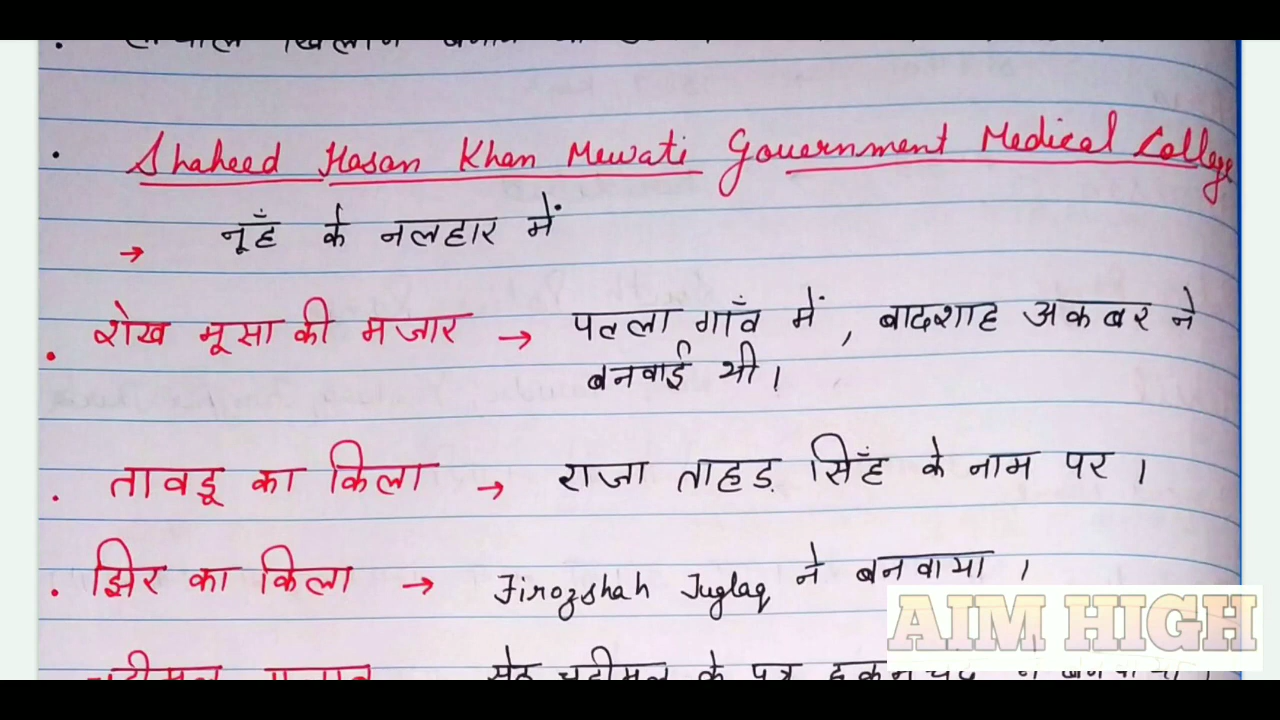 . खिलौने
. Shaheed Hasan Khan Mewati Government Medical College
→ नूँह के नलहार में
. शेख मूसा की मजार → पल्ला गाँव में , बादशाह अकबर ने
बनवाई थी ।
. तावडू का किला → राजा ताहड़ सिँह के नाम पर ।
. झिर का किला → Firozshah Tuglaq ने बनवाया ।
AIM HIGH
सेठ के पुत्र